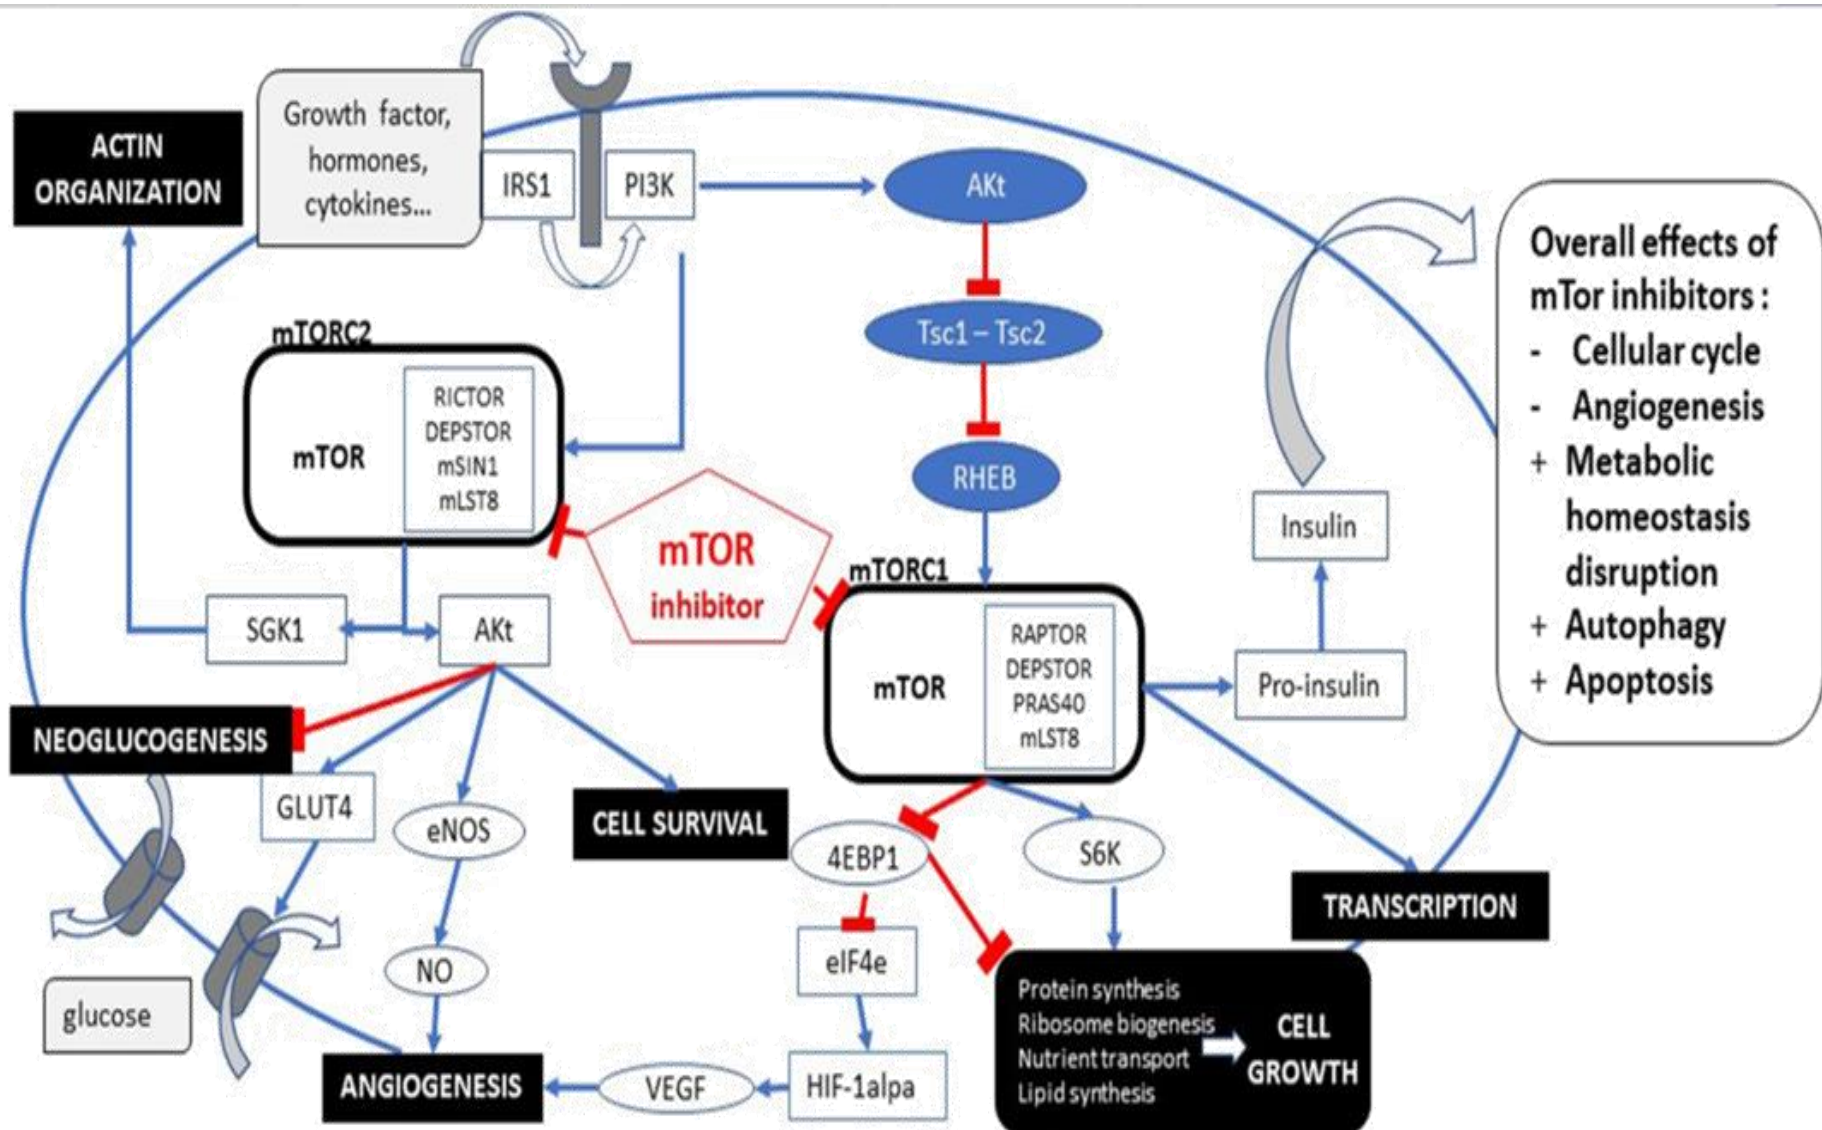 Growth factor,
hormones,
cytokines...
ACTIN
ORGANIZATION
IRS1
PI3K
AKt
Tsc1 – Tsc2
RHEB
mTORC2
mTOR
RICTOR
DEPSTOR
mSIN1
mLST8
mTOR
inhibitor
mTORC1
mTOR
RAPTOR
DEPSTOR
PRAS40
mLST8
Insulin
Pro-insulin
Overall effects of
mTor inhibitors :
- Cellular cycle
- Angiogenesis
+ Metabolic
homeostasis
disruption
+ Autophagy
+ Apoptosis
SGK1
AKt
NEOGLUCOGENESIS
GLUT4
eNOS
CELL SURVIVAL
4EBP1
S6K
TRANSCRIPTION
NO
eIF4e
glucose
ANGIOGENESIS
VEGF
HIF-1alpa
Protein synthesis
Ribosome biogenesis
Nutrient transport
Lipid synthesis
CELL
GROWTH